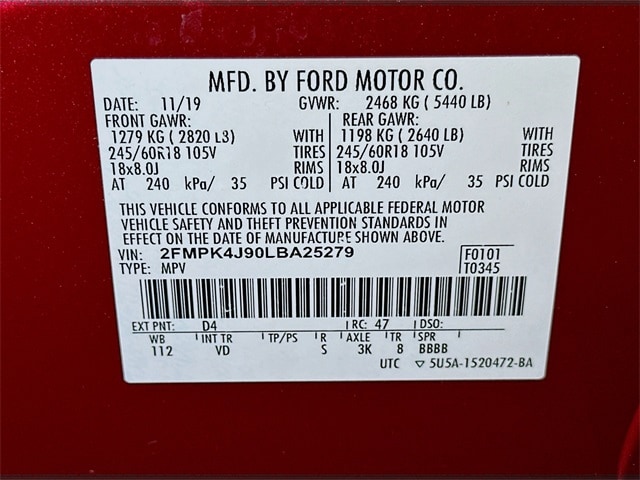 MFD. BY FORD MOTOR CO.
DATE: 11/19 GVWR: 2468 KG ( 5440 LB)
FRONT GAWR: REAR GAWR:
1279 KG ( 2820 LB) WITH 1198 KG ( 2640 LB) WITH
245/60R18 105V TIRES 245/60R18 105V TIRES
18x8.0J RIMS 18x8.0J RIMS
AT 240 kPa/ 35 PSI COLD AT 240 kPa/ 35 PSI COLD
THIS VEHICLE CONFORMS TO ALL APPLICABLE FEDERAL MOTOR
VEHICLE SAFETY AND THEFT PREVENTION STANDARDS IN
EFFECT ON THE DATE OF MANUFACTURE SHOWN ABOVE.
VIN: 2FMPK4J90LBA25279 F0101
TYPE: MPV T0345
EXT PNT: D4 RC: 47 DSO:
WB INT TR TP/PS R AXLE TR SPR
112 VD S 3K 8 BBBB
UTC ▽ 5U5A-1520472-BA